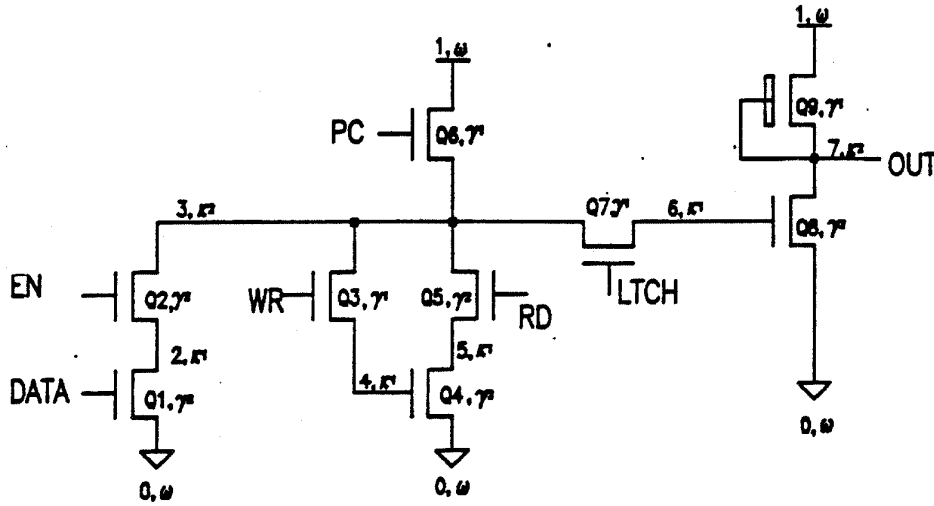 1, ω
1, ω
Q9, γ¹
PC
Q6, γ¹
7, κ²
OUT
3, κ²
Q7, γ¹
6, κ¹
Q8, γ²
EN
Q2, γ²
WR
Q3, γ¹
Q5, γ²
RD
LTCH
2, κ¹
5, κ¹
DATA
Q1, γ²
4, κ¹
Q4, γ²
0, ω
0, ω
0, ω